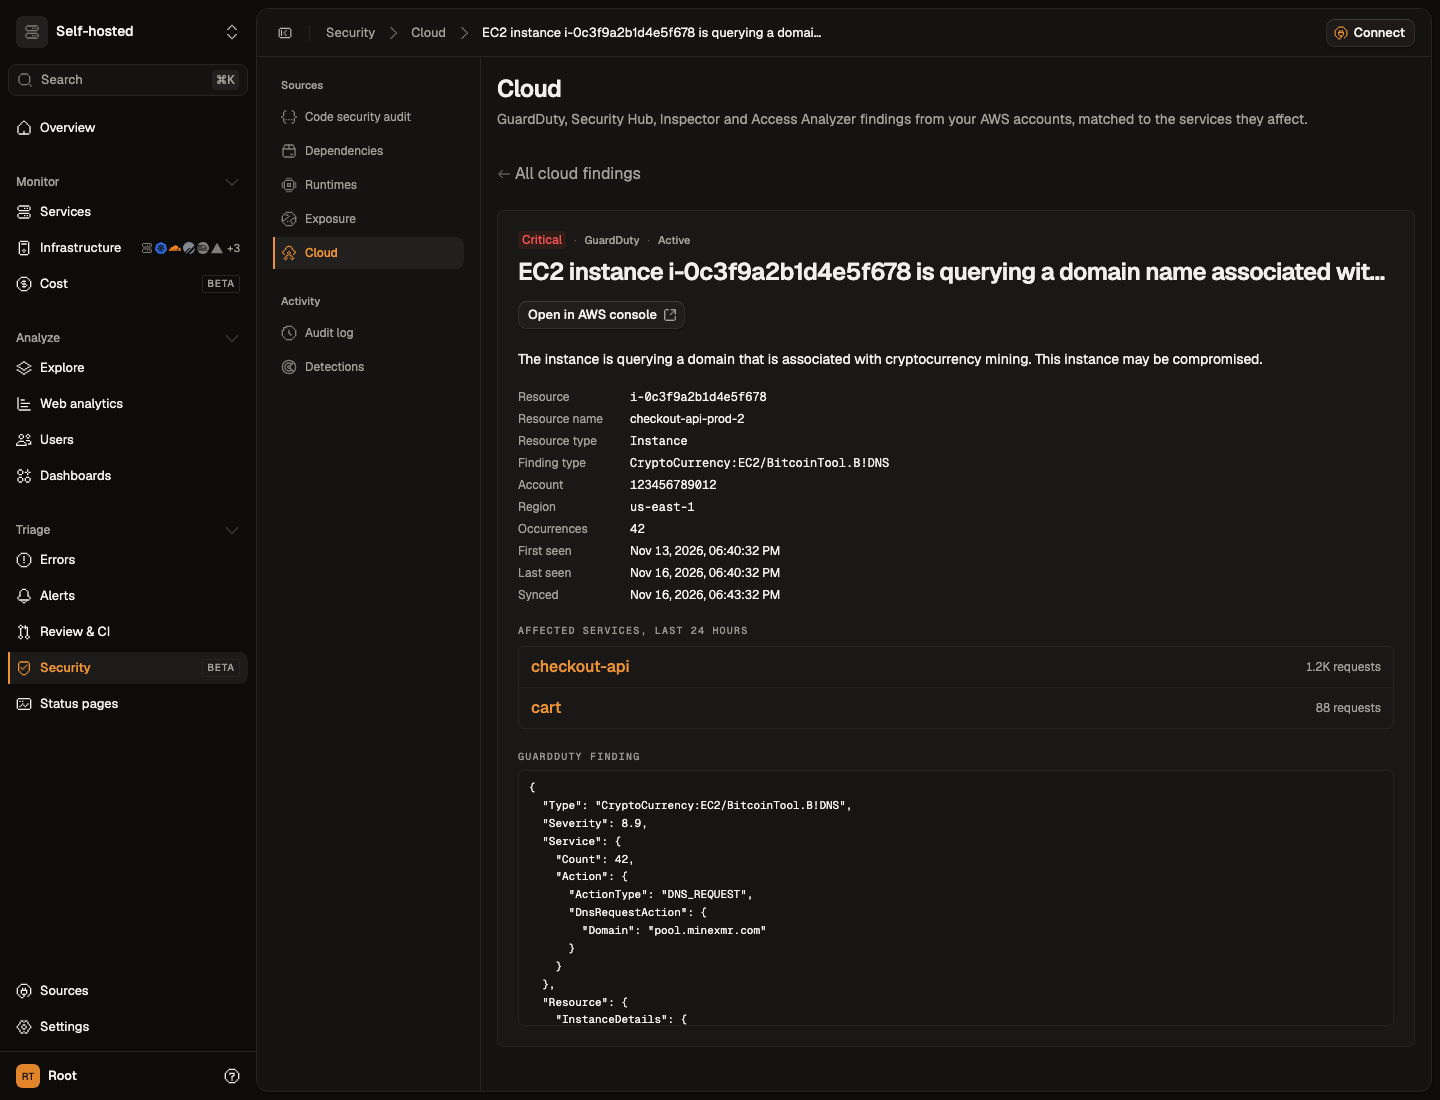 Self-hosted
Search ⌘K
Overview
Monitor
Services
Infrastructure +3
Cost BETA
Analyze
Explore
Web analytics
Users
Dashboards
Triage
Errors
Alerts
Review & CI
Security BETA
Status pages
Sources
Settings
RT Root
Security Cloud EC2 instance i-0c3f9a2b1d4e5f678 is querying a domai...
Connect
Sources
Code security audit
Dependencies
Runtimes
Exposure
Cloud
Activity
Audit log
Detections
Cloud
GuardDuty, Security Hub, Inspector and Access Analyzer findings from your AWS accounts, matched to the services they affect.
← All cloud findings
Critical · GuardDuty · Active
EC2 instance i-0c3f9a2b1d4e5f678 is querying a domain name associated wit...
Open in AWS console
The instance is querying a domain that is associated with cryptocurrency mining. This instance may be compromised.
Resource i-0c3f9a2b1d4e5f678
Resource name checkout-api-prod-2
Resource type Instance
Finding type CryptoCurrency:EC2/BitcoinTool.B!DNS
Account 123456789012
Region us-east-1
Occurrences 42
First seen Nov 13, 2026, 06:40:32 PM
Last seen Nov 16, 2026, 06:40:32 PM
Synced Nov 16, 2026, 06:43:32 PM
AFFECTED SERVICES, LAST 24 HOURS
checkout-api 1.2K requests
cart 88 requests
GUARDDUTY FINDING
{
"Type": "CryptoCurrency:EC2/BitcoinTool.B!DNS",
"Severity": 8.9,
"Service": {
"Count": 42,
"Action": {
"ActionType": "DNS_REQUEST",
"DnsRequestAction": {
"Domain": "pool.minexmr.com"
}
}
},
"Resource": {
"InstanceDetails": {